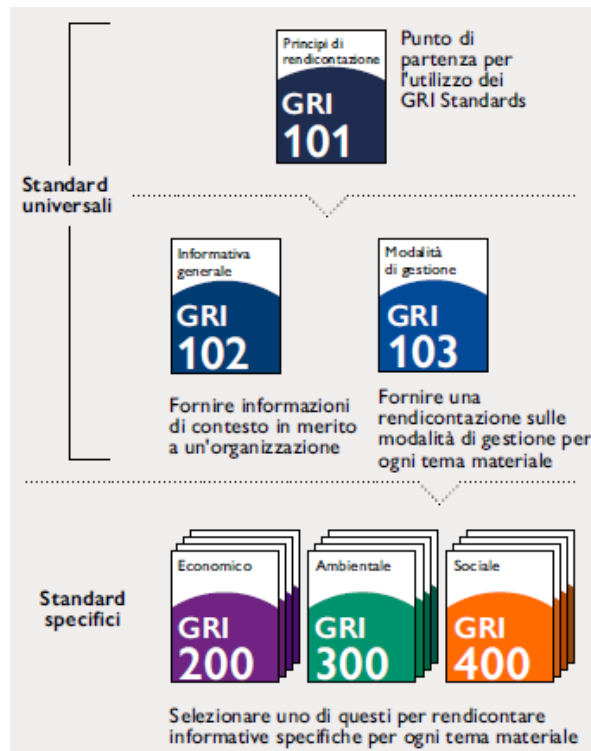 Principi di
rendicontazione
GRI
101
Punto di
partenza per
l'utilizzo dei
GRI Standards
Standard
universali
Informativa
generale
GRI
102
Modalità
di gestione
GRI
103
Fornire informazioni
di contesto in merito
a un'organizzazione
Fornire una
rendicontazione sulle
modalità di gestione per
ogni tema materiale
Standard
specifici
Economico
GRI
200
Ambientale
GRI
300
Sociale
GRI
400
Selezionare uno di questi per rendicontare
informative specifiche per ogni tema materiale